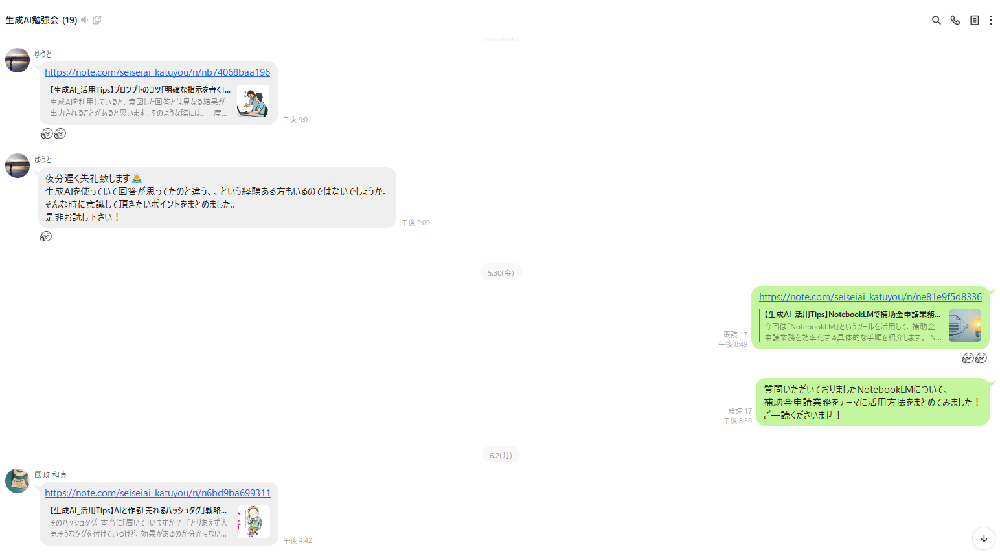 生成AI勉強会 (19)
ゆうと
https://note.com/seiseiai_katuyou/n/nb74068baa196
【生成AI_活用Tips】プロンプトのコツ「明確な指示を書く」...
生成AIを利用していると、意図した回答とは異なる結果が
出力されることがあると思います。そのような際には、一度...
午後 9:01
ゆうと
夜分遅く失礼致します🙇
生成AIを使っていて回答が思ってたのと違う、、という経験ある方もいるのではないでしょうか。
そんな時に意識して頂きたいポイントをまとめました。
是非お試し下さい！
午後 9:09
5.30(金)
https://note.com/seiseiai_katuyou/n/ne81e9f5d8336
【生成AI_活用Tips】NotebookLMで補助金申請業務...
今回は「NotebookLM」というツールを活用して、補助金
申請業務を効率化する具体的な手順を紹介します。 N...
既読 17
午後 8:49
質問いただいておりましたNotebookLMについて、
補助金申請業務をテーマに活用方法をまとめてみました！
ご一読くださいませ！
既読 17
午後 8:50
6.2(月)
國政 和真
https://note.com/seiseiai_katuyou/n/n6bd9ba699311
【生成AI_活用Tips】AIと作る「売れるハッシュタグ」戦略...
そのハッシュタグ、本当に「届いて」いますか？ 「とりあえず人
気そうなタグを付けているけど、効果があるのか分からない...
午後 4:42